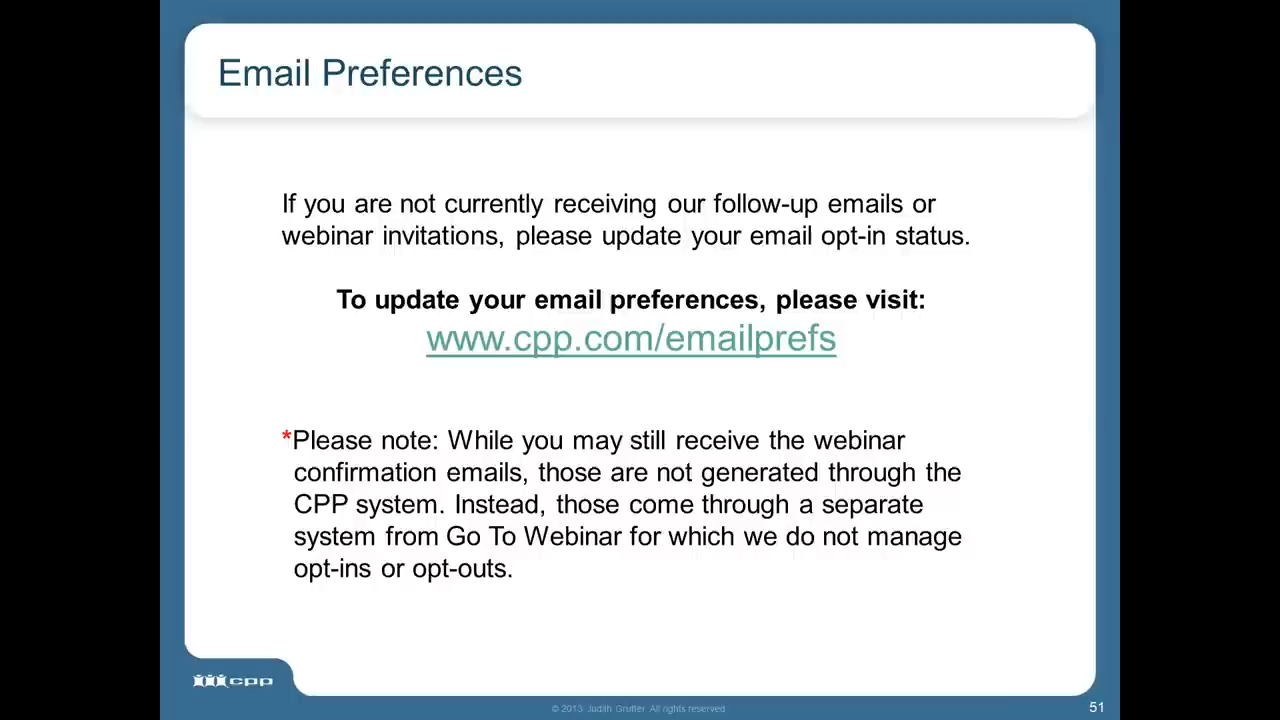 Email Preferences
If you are not currently receiving our follow-up emails or
webinar invitations, please update your email opt-in status.
To update your email preferences, please visit:
www.cpp.com/emailprefs
*Please note: While you may still receive the webinar
confirmation emails, those are not generated through the
CPP system. Instead, those come through a separate
system from Go To Webinar for which we do not manage
opt-ins or opt-outs.
cpp
© 2013 Judith Grutter All rights reserved
51